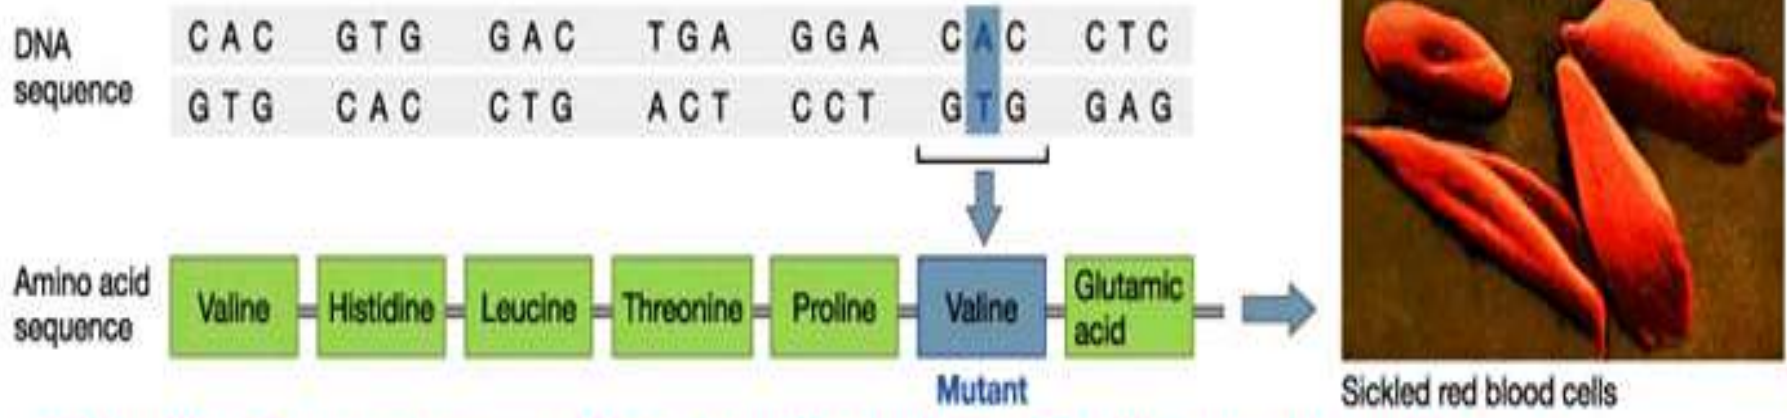 DNA
sequence
CAC GTG GAC TGA GGA CAC CTC
GTG CAC CTG ACT CCT GTG GAG
Amino acid
sequence
Valine Histidine Leucine Threonine Proline Valine Glutamic
acid
Mutant
Sickled red blood cells